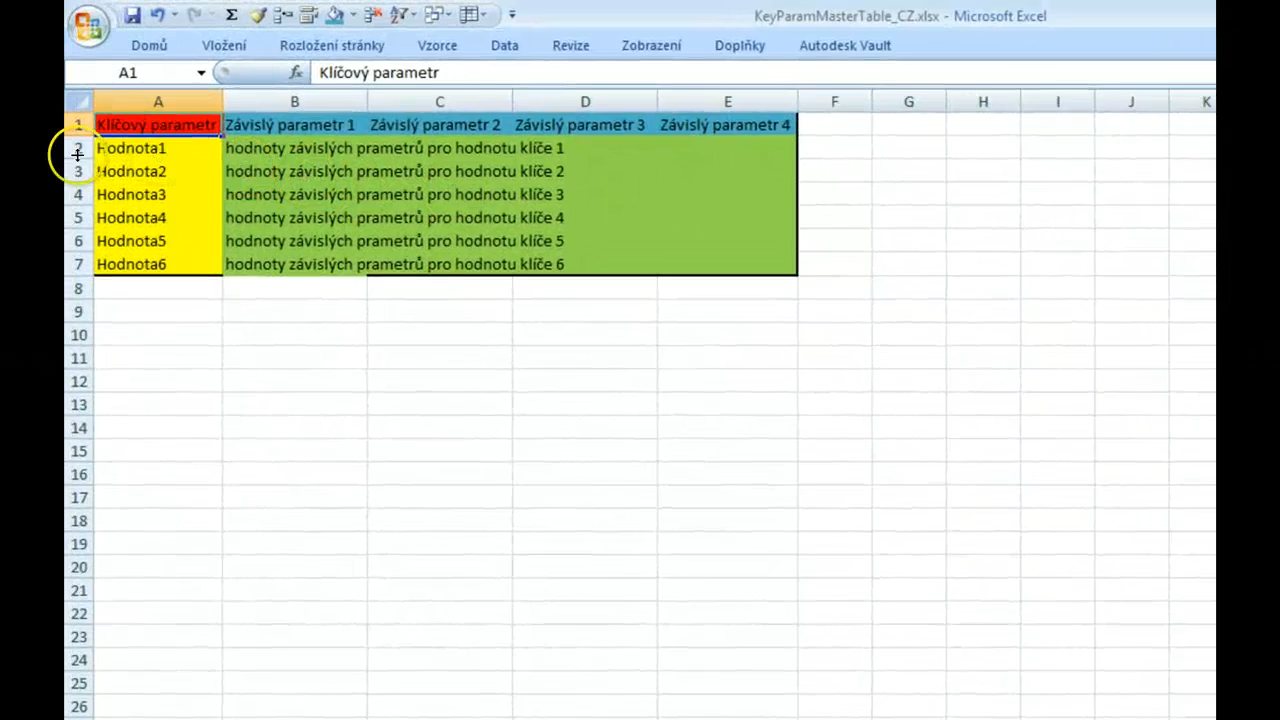 KeyParamMasterTable_CZ.xlsx - Microsoft Excel
Domů Vložení Rozložení stránky Vzorce Data Revize Zobrazení Doplňky Autodesk Vault
A1 fx Klíčový parametr
A B C D E F G H I J K
1 Klíčový parametr Závislý parametr 1 Závislý parametr 2 Závislý parametr 3 Závislý parametr 4
2 Hodnota1 hodnoty závislých prametrů pro hodnotu klíče 1
3 Hodnota2 hodnoty závislých prametrů pro hodnotu klíče 2
4 Hodnota3 hodnoty závislých prametrů pro hodnotu klíče 3
5 Hodnota4 hodnoty závislých prametrů pro hodnotu klíče 4
6 Hodnota5 hodnoty závislých prametrů pro hodnotu klíče 5
7 Hodnota6 hodnoty závislých prametrů pro hodnotu klíče 6
8
9
10
11
12
13
14
15
16
17
18
19
20
21
22
23
24
25
26